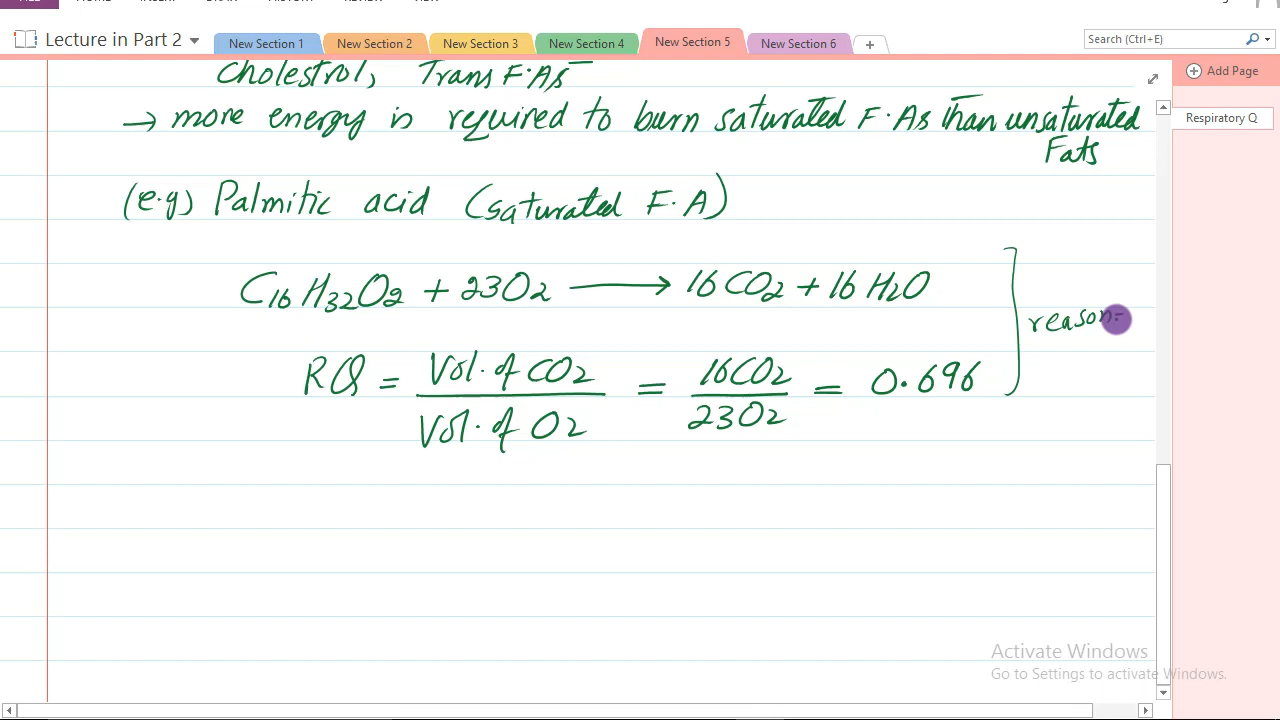 Lecture in Part 2
New Section 1
New Section 2
New Section 3
New Section 4
New Section 5
New Section 6
+
Search (Ctrl+E)
Add Page
Respiratory Q
Cholestrol, Trans F.As
→ more energy is required to burn saturated F.As than unsaturated
Fats
(e.g) Palmitic acid (saturated F.A)
C16 H32O2 + 23O2 → 16CO2 + 16 H2O
reason:
RQ = Vol. of CO2 / Vol. of O2 = 16CO2 / 23O2 = 0.696
Activate Windows
Go to Settings to activate Windows.